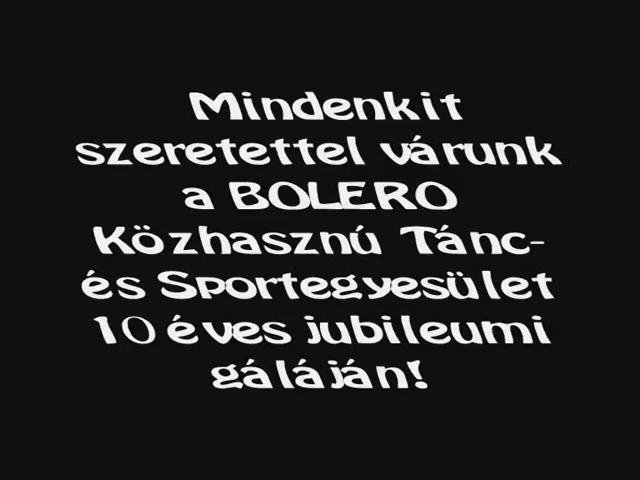 Mindenkit
szeretettel várunk
a BOLERO
Közhasznú Tánc-
és Sportegyesület
10 éves jubileumi
gáláján!